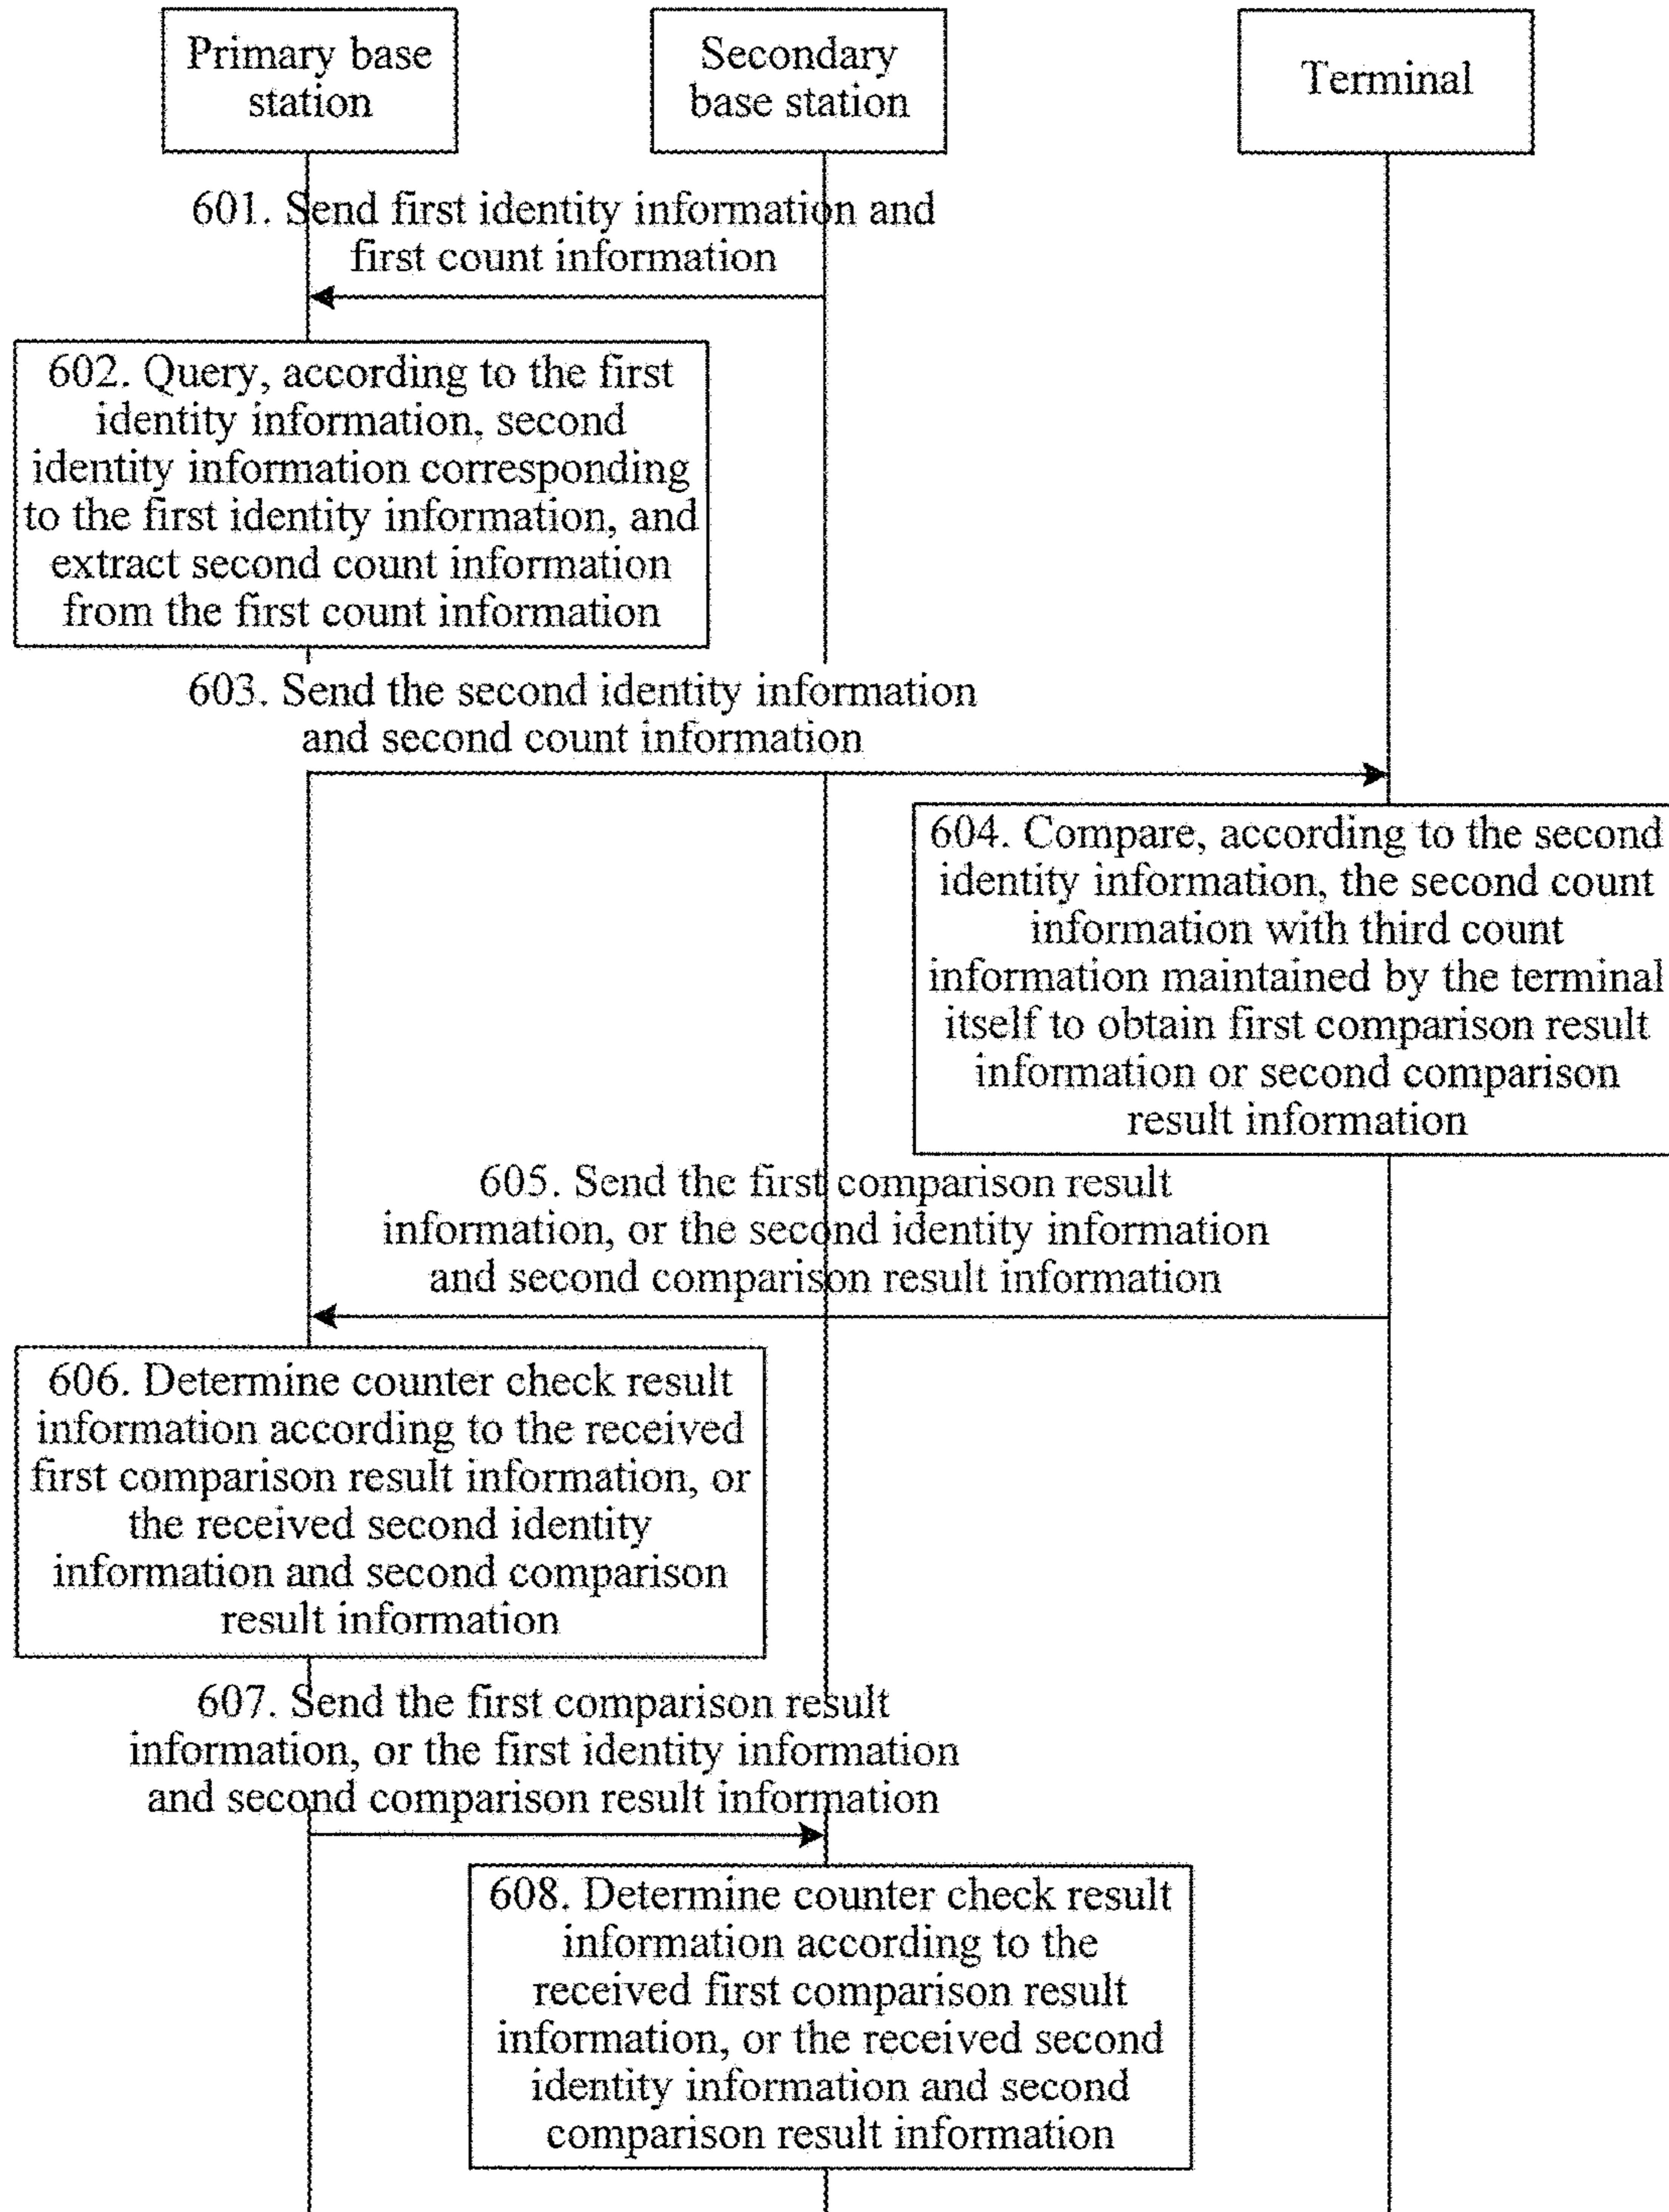 Primary base
station
Secondary
base station
Terminal
601. Send first identity information and
first count information
602. Query, according to the first
identity information, second
identity information corresponding
to the first identity information, and
extract second count information
from the first count information
603. Send the second identity information
and second count information
604. Compare, according to the second
identity information, the second count
information with third count
information maintained by the terminal
itself to obtain first comparison result
information or second comparison
result information
605. Send the first comparison result
information, or the second identity information
and second comparison result information
606. Determine counter check result
information according to the received
first comparison result information, or
the received second identity
information and second comparison
result information
607. Send the first comparison result
information, or the first identity information
and second comparison result information
608. Determine counter check result
information according to the
received first comparison result
information, or the received second
identity information and second
comparison result information